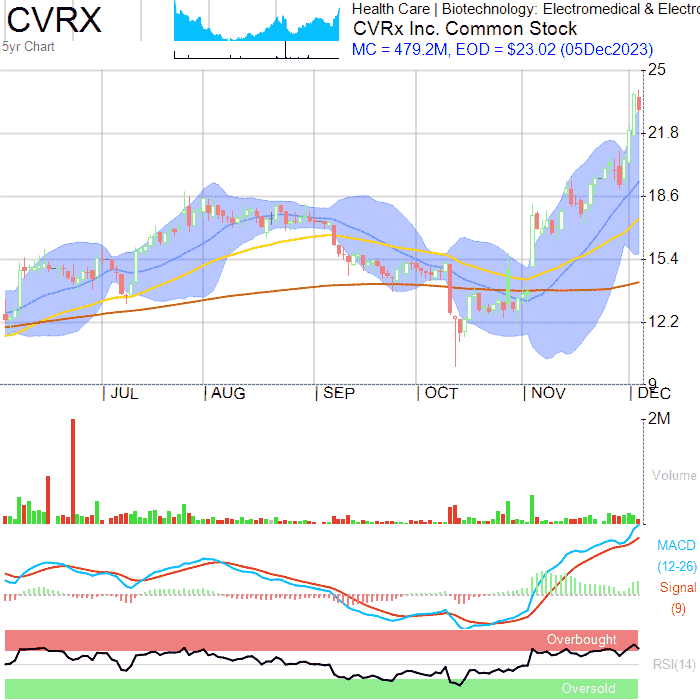 CVRX
5yr Chart
Health Care | Biotechnology: Electromedical & Electro
CVRx Inc. Common Stock
MC = 479.2M, EOD = $23.02 (05Dec2023)
25
21.8
18.6
15.4
12.2
9
JUL AUG SEP OCT NOV DEC
2M
Volume
MACD
(12-26)
Signal
(9)
Overbought
RSI(14)
Oversold